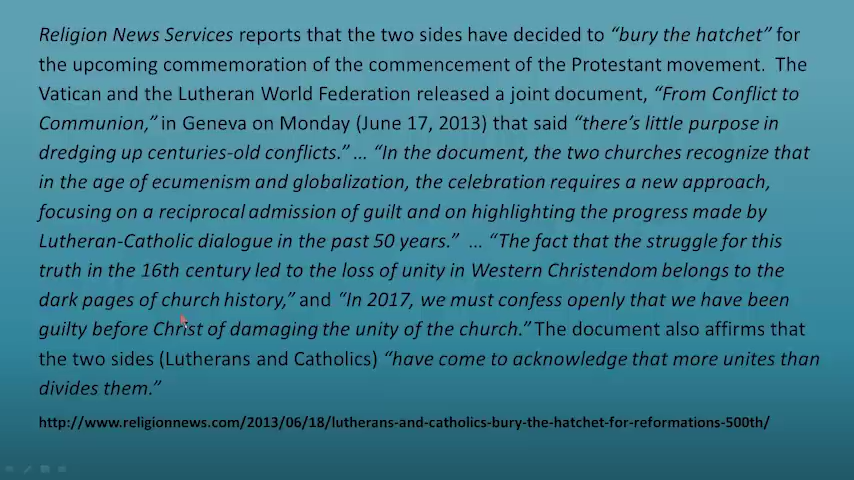 Religion News Services reports that the two sides have decided to “bury the hatchet” for
the upcoming commemoration of the commencement of the Protestant movement.  The
Vatican and the Lutheran World Federation released a joint document, “From Conflict to
Communion,” in Geneva on Monday (June 17, 2013) that said “there’s little purpose in
dredging up centuries-old conflicts.” … “In the document, the two churches recognize that
in the age of ecumenism and globalization, the celebration requires a new approach,
focusing on a reciprocal admission of guilt and on highlighting the progress made by
Lutheran-Catholic dialogue in the past 50 years.”  … “The fact that the struggle for this
truth in the 16th century led to the loss of unity in Western Christendom belongs to the
dark pages of church history,” and “In 2017, we must confess openly that we have been
guilty before Christ of damaging the unity of the church.” The document also affirms that
the two sides (Lutherans and Catholics) “have come to acknowledge that more unites than
divides them.”
http://www.religionnews.com/2013/06/18/lutherans-and-catholics-bury-the-hatchet-for-reformations-500th/